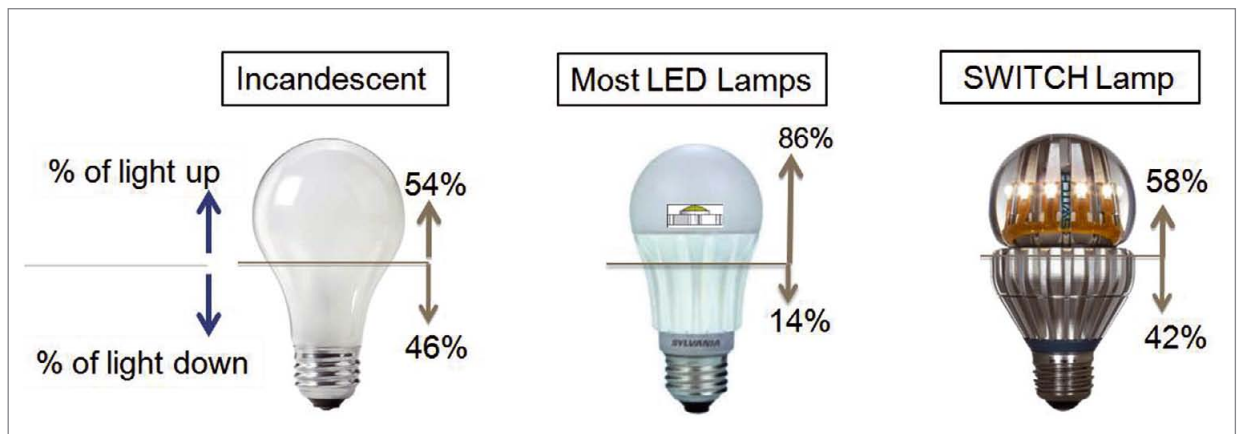 Incandescent
Most LED Lamps
SWITCH Lamp
% of light up
54%
86%
58%
% of light down
46%
14%
42%
SYLVANIA
SWITCH